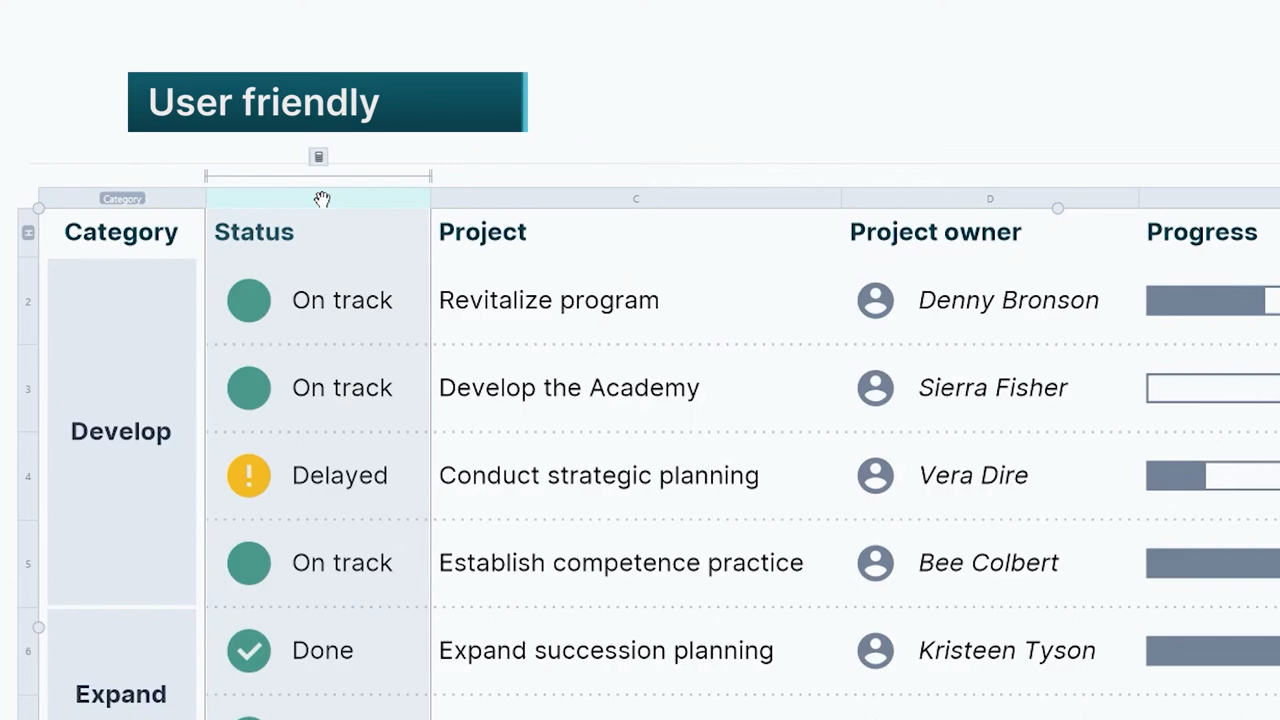 User friendly
Category
C
D
H
Category Status Project Project owner Progress
2 On track Revitalize program Denny Bronson
3 On track Develop the Academy Sierra Fisher
Develop
4 Delayed Conduct strategic planning Vera Dire
5 On track Establish competence practice Bee Colbert
6 Done Expand succession planning Kristeen Tyson
Expand